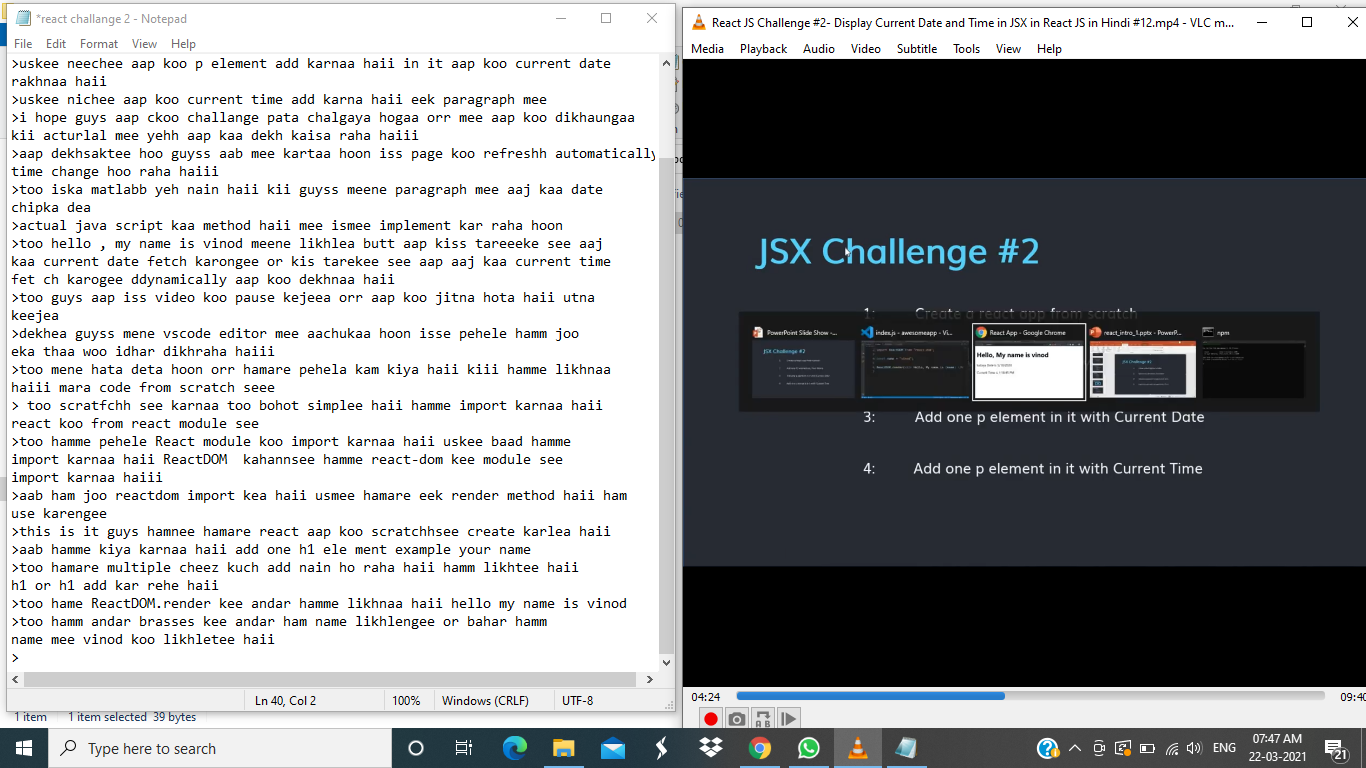 *react challange 2 - Notepad
File Edit Format View Help
>uskee neechee aap koo p element add karnaa haii in it aap koo current date
rakhnaa haii
>uskee nichee aap koo current time add karna haii eek paragraph mee
>i hope guys aap ckoo challange pata chalgaya hogaa orr mee aap koo dikhaungaa
kii acturlal mee yehh aap kaa dekh kaisa raha haiii
>aap dekhsaktee hoo guyss aab mee kartaa hoon iss page koo refreshh automatically
time change hoo raha haiii
>too iska matlabb yeh nain haii kii guyss meene paragraph mee aaj kaa date
chipka dea
>actual java script kaa method haii mee ismee implement kar raha hoon
>too hello , my name is vinod meene likhlea butt aap kiss tareeeke see aaj
kaa current date fetch karongee or kis tarekee see aap aaj kaa current time
fet ch karogee ddynamically aap koo dekhnaa haii
>too guys aap iss video koo pause kejeea orr aap koo jitna hota haii utna
keejea
>dekhea guyss mene vscode editor mee aachukaa hoon isse pehele hamm joo
eka thaa woo idhar dikhraha haiii
>too mene hata deta hoon orr hamare pehela kam kiya haii kiii hamme likhnaa
haiii mara code from scratch seee
> too scratfchh see karnaa too bohot simplee haii hamme import karnaa haii
react koo from react module see
>too hamme pehele React module koo import karnaa haii uskee baad hamme
import karnaa haii ReactDOM  kahannsee hamme react-dom kee module see
import karnaa haiii
>aab ham joo reactdom import kea haii usmee hamare eek render method haii ham
use karengee
>this is it guys hamnee hamare react aap koo scratchhsee create karlea haii
>aab hamme kiya karnaa haii add one h1 ele ment example your name
>too hamare multiple cheez kuch add nain ho raha haii hamm likhtee haii
h1 or h1 add kar rehe haii
>too hame ReactDOM.render kee andar hamme likhnaa haii hello my name is vinod
>too hamm andar brasses kee andar ham name likhlengee or bahar hamm
name mee vinod koo likhletee haii
>
Ln 40, Col 2 100% Windows (CRLF) UTF-8
1 item 1 item selected 39 bytes
React JS Challenge #2- Display Current Date and Time in JSX in React JS in Hindi #12.mp4 - VLC m...
Media Playback Audio Video Subtitle Tools View Help
JSX Challenge #2
1: Create a react app from scratch
PowerPoint Slide Show -... index.js - awesomeapp - Vi... React App - Google Chrome react_intro_1.pptx - PowerP... npm
JSX Challenge #2
Hello, My name is vinod
3: Add one p element in it with Current Date
4: Add one p element in it with Current Time
04:24 09:40
Type here to search
ENG
07:47 AM
22-03-2021
21